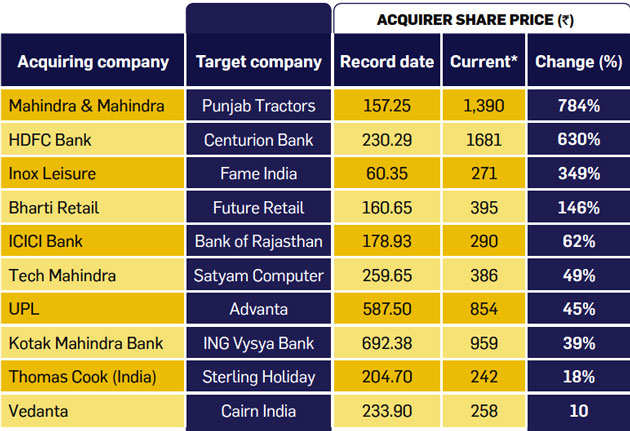 ACQUIRER SHARE PRICE (₹)
Acquiring company Target company Record date Current* Change (%)
Mahindra & Mahindra Punjab Tractors 157.25 1,390 784%
HDFC Bank Centurion Bank 230.29 1681 630%
Inox Leisure Fame India 60.35 271 349%
Bharti Retail Future Retail 160.65 395 146%
ICICI Bank Bank of Rajasthan 178.93 290 62%
Tech Mahindra Satyam Computer 259.65 386 49%
UPL Advanta 587.50 854 45%
Kotak Mahindra Bank ING Vysya Bank 692.38 959 39%
Thomas Cook (India) Sterling Holiday 204.70 242 18%
Vedanta Cairn India 233.90 258 10